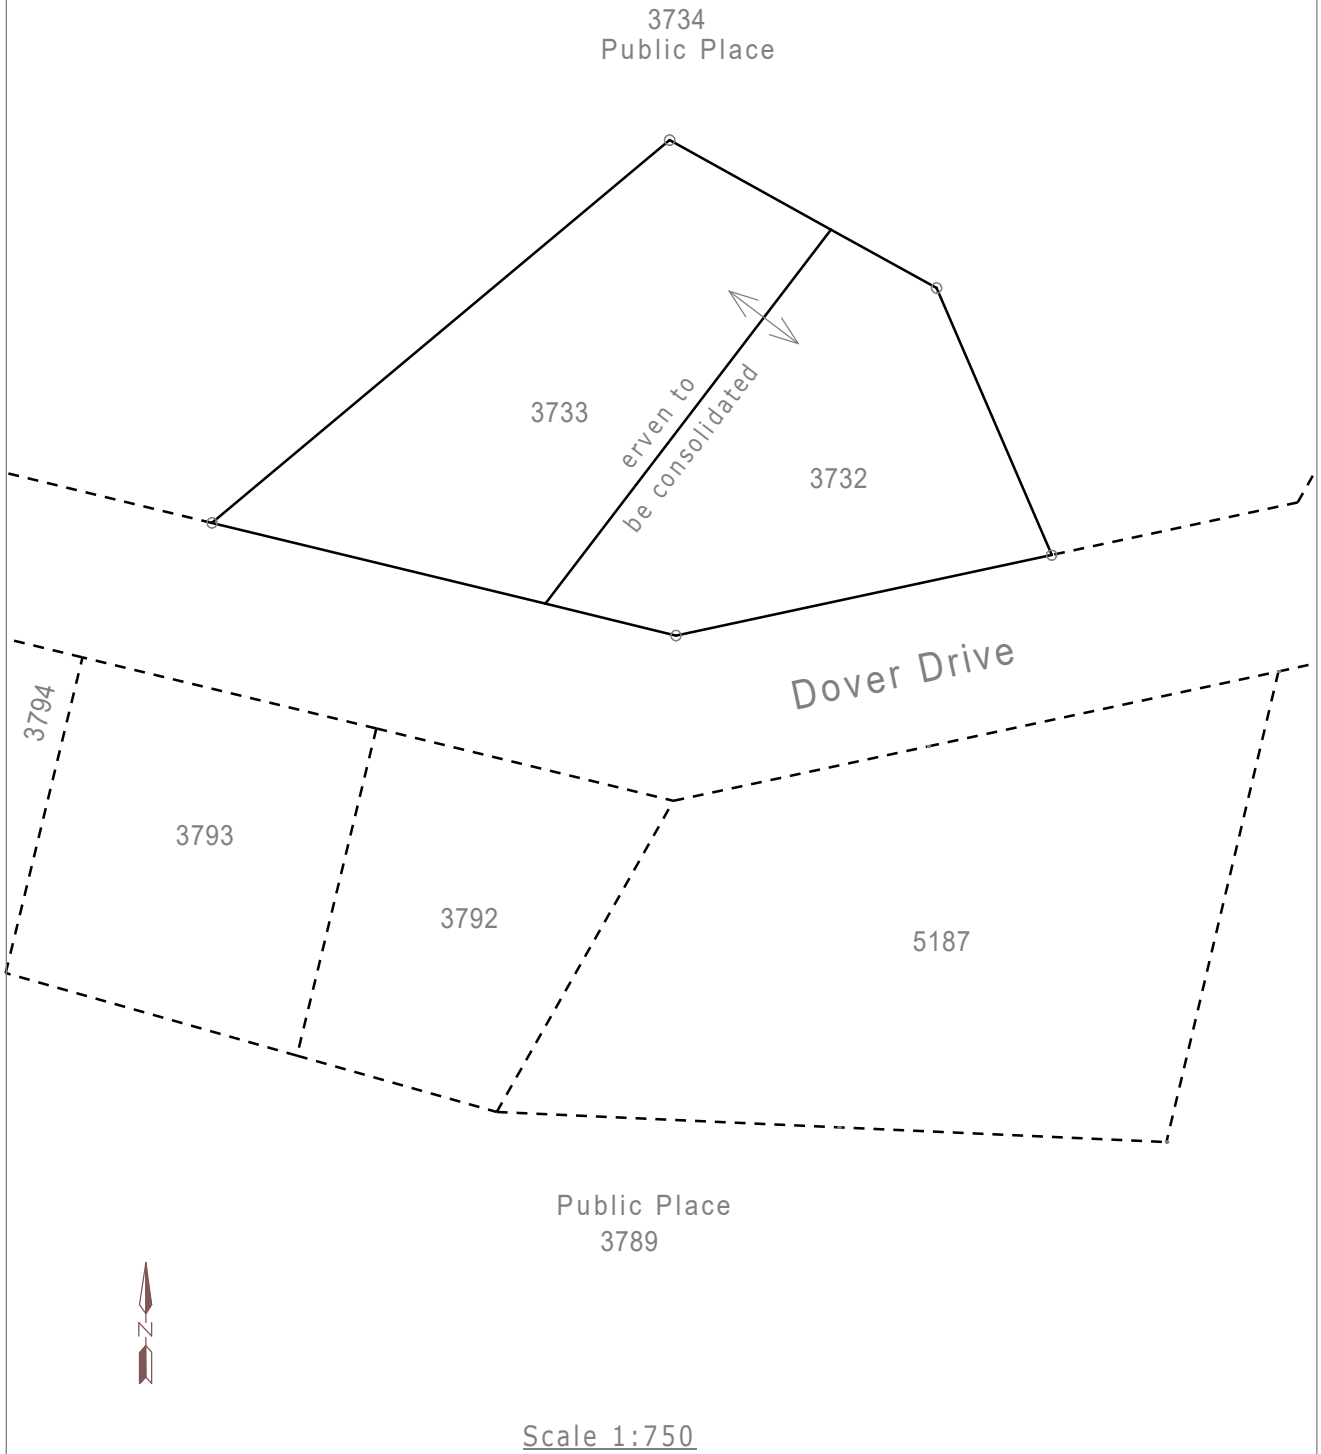 3734
Public Place
3733
erven to
be consolidated
3732
Dover Drive
3794
3793
3792
5187
Public Place
3789
N
Scale 1:750